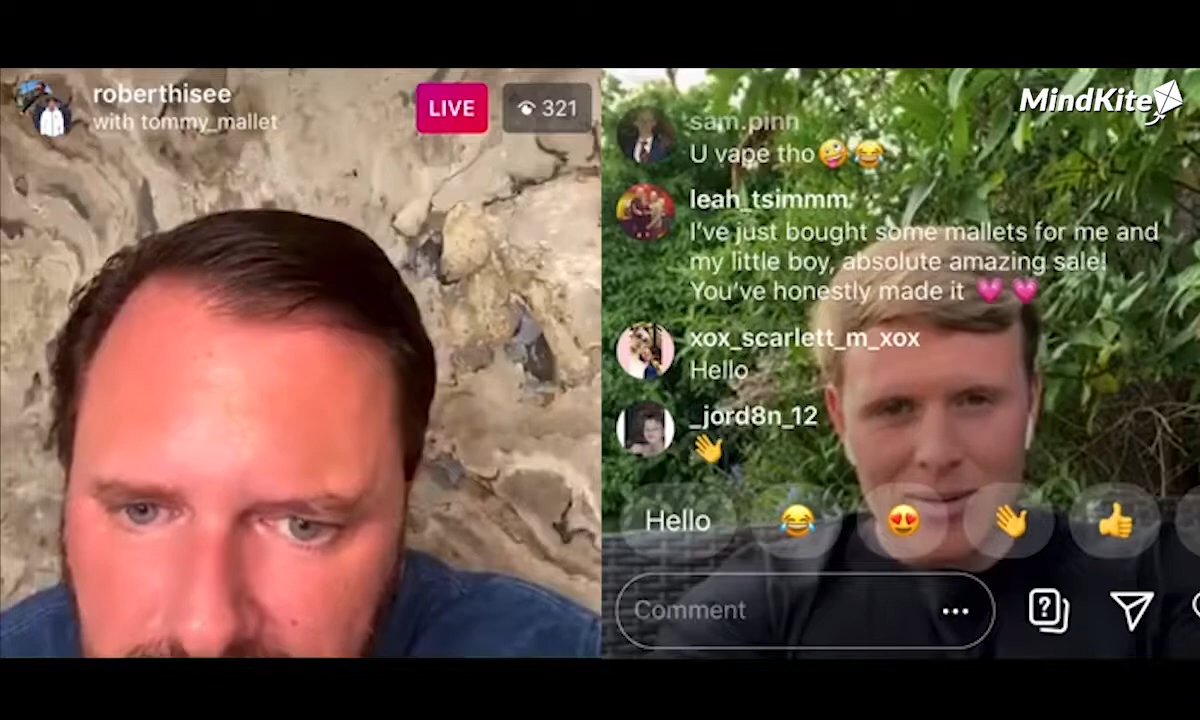 roberthisee
with tommy_mallet
LIVE
321
MindKite
sam.pinn
U vape tho🤪😂
leah_tsimmm
I've just bought some mallets for me and
my little boy, absolute amazing sale!
You've honestly made it 💗💗
xox_scarlett_m_xox
Hello
_jord8n_12
👋
Hello 😂 😍 👋 👍
Comment ...